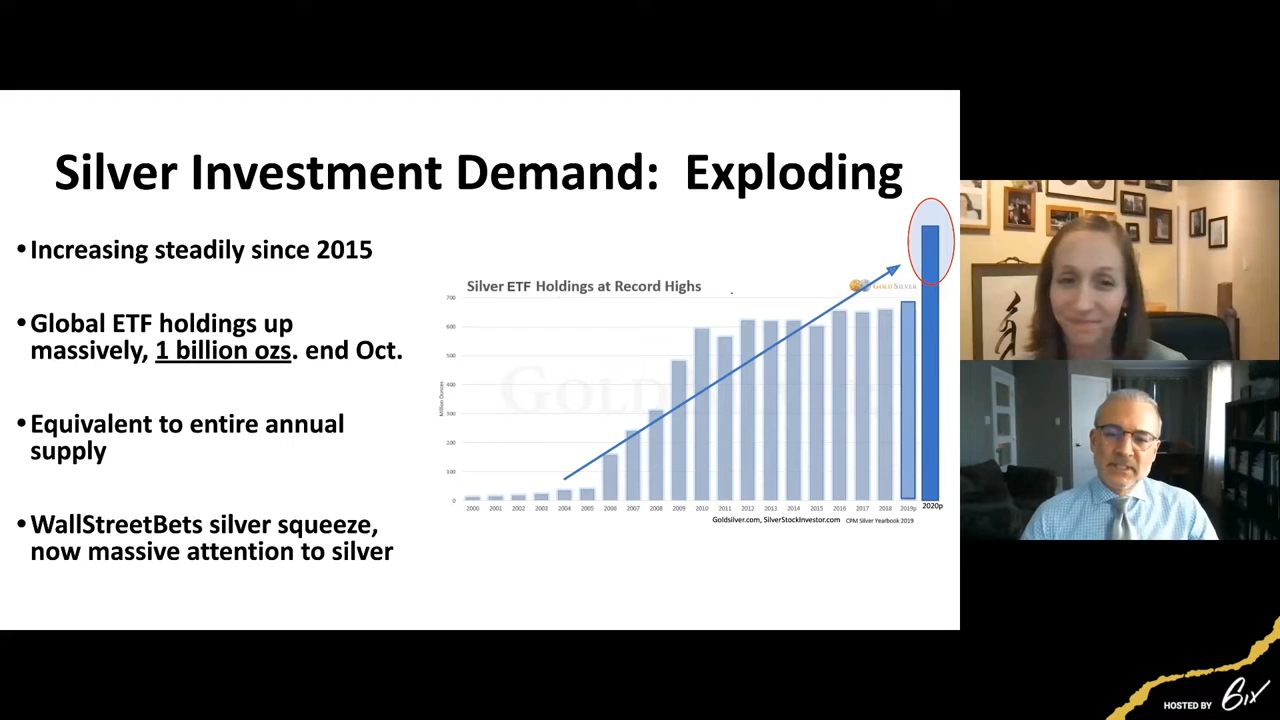 Silver Investment Demand: Exploding
•Increasing steadily since 2015
•Global ETF holdings up
massively, 1 billion ozs. end Oct.
•Equivalent to entire annual
supply
•WallStreetBets silver squeeze,
now massive attention to silver
Silver ETF Holdings at Record Highs
GOLD SILVER
Million Ounces
700
600
500
400
300
200
100
0
2000 2001 2002 2003 2004 2005 2006 2007 2008 2009 2010 2011 2012 2013 2014 2015 2016 2017 2018 2019p 2020p
Goldsilver.com, SilverStockInvestor.com CPM Silver Yearbook 2019
HOSTED BY 6ix